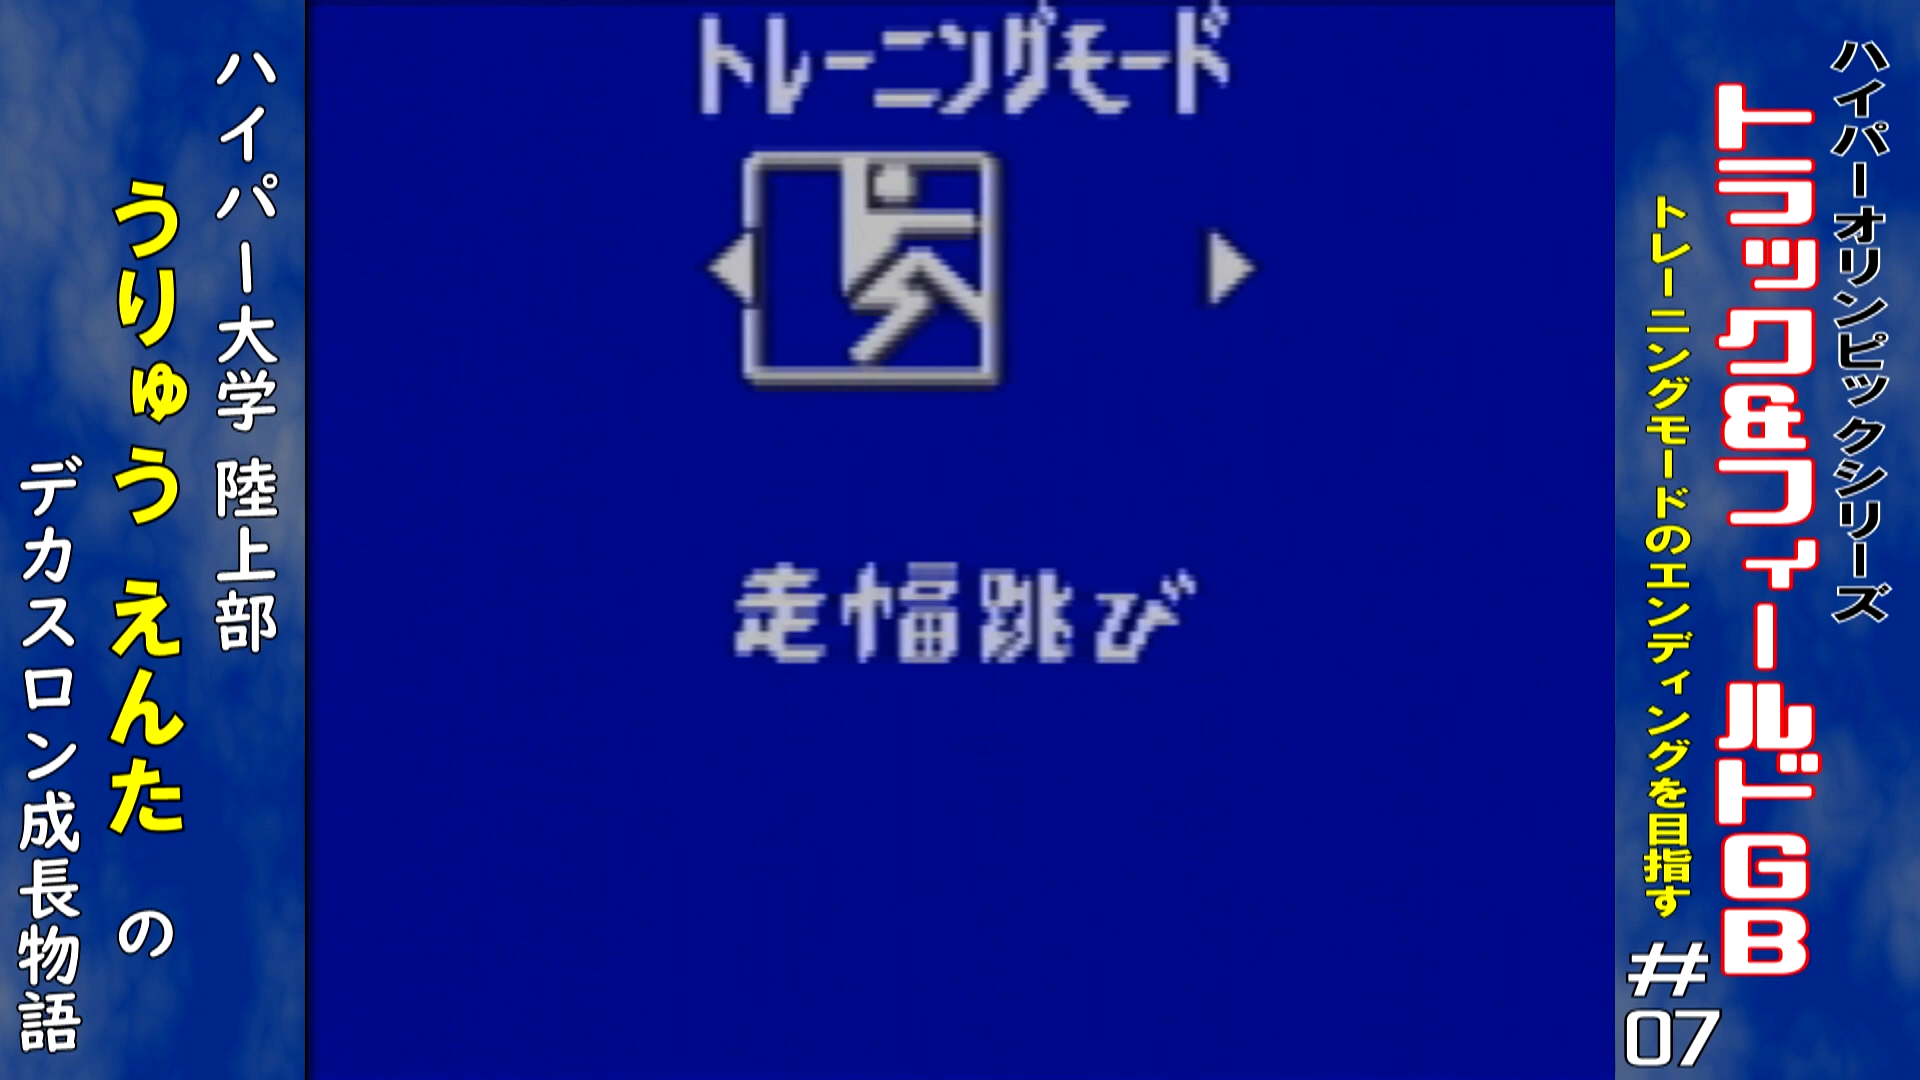 ハイパーオリンピックシリーズ
トラック&フィールドGB
トレーニングモードのエンディングを目指す
#07
トレーニングモード
走幅跳び
ハイパー大学 陸上部
うりゅう えんた の
デカスロン成長物語